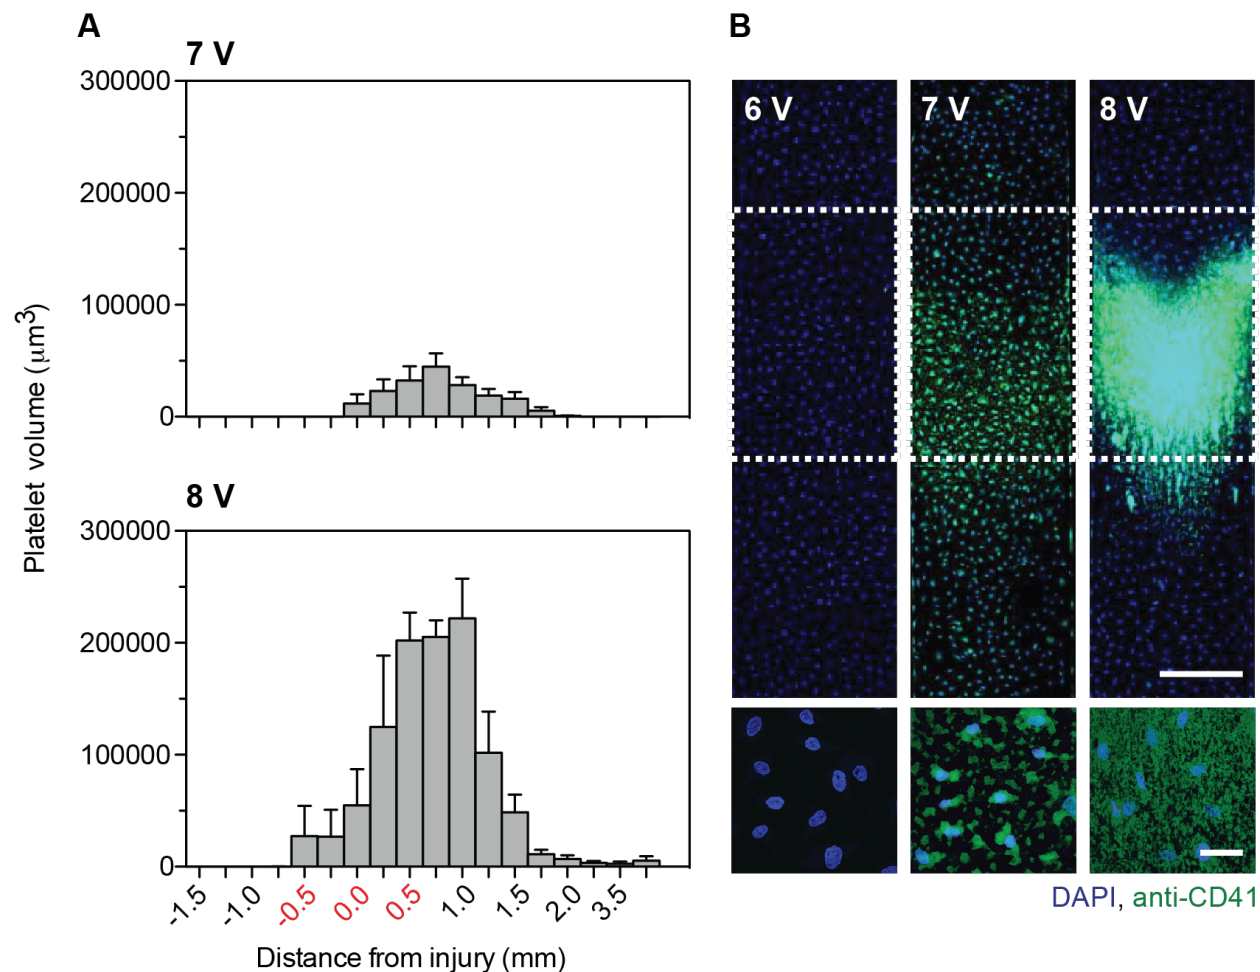 A
7 V
300000
200000
100000
0
8 V
300000
200000
100000
0
Platelet volume (μm³)
-1.5
-1.0
-0.5
0.0
0.5
1.0
1.5
2.0
3.5
Distance from injury (mm)
B
6 V
7 V
8 V
DAPI, anti-CD41